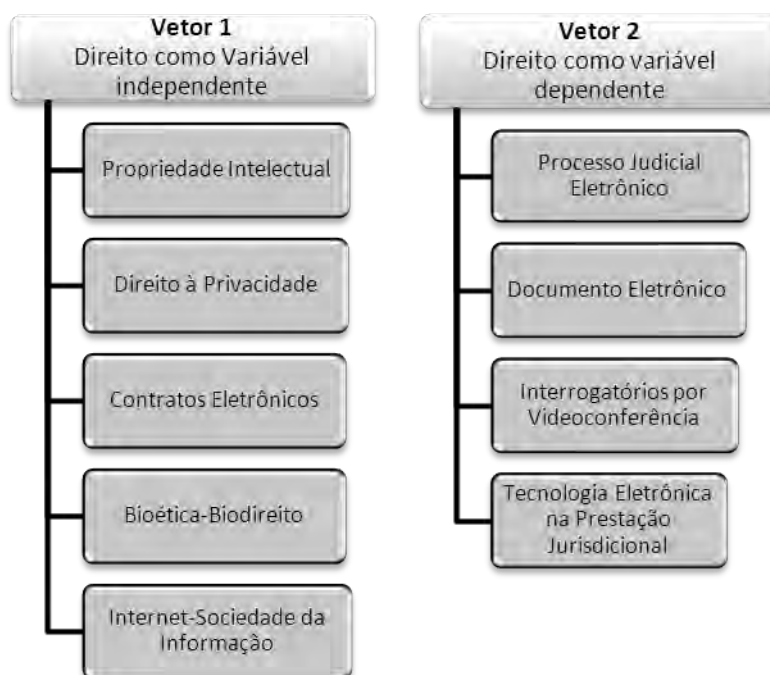 Vetor 1
Direito como Variável
independente
Propriedade Intelectual
Direito à Privacidade
Contratos Eletrônicos
Bioética-Biodireito
Internet-Sociedade da
Informação
Vetor 2
Direito como variável
dependente
Processo Judicial
Eletrônico
Documento Eletrônico
Interrogatórios por
Videoconferência
Tecnologia Eletrônica
na Prestação
Jurisdicional